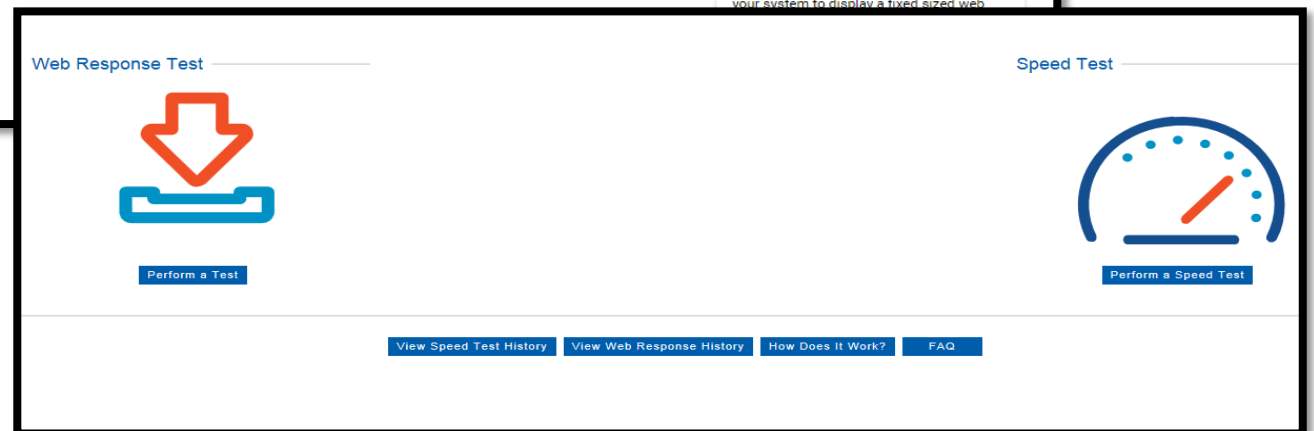 your system to display a fixed sized web
Web Response Test
Speed Test
Perform a Test
Perform a Speed Test
View Speed Test History
View Web Response History
How Does It Work?
FAQ